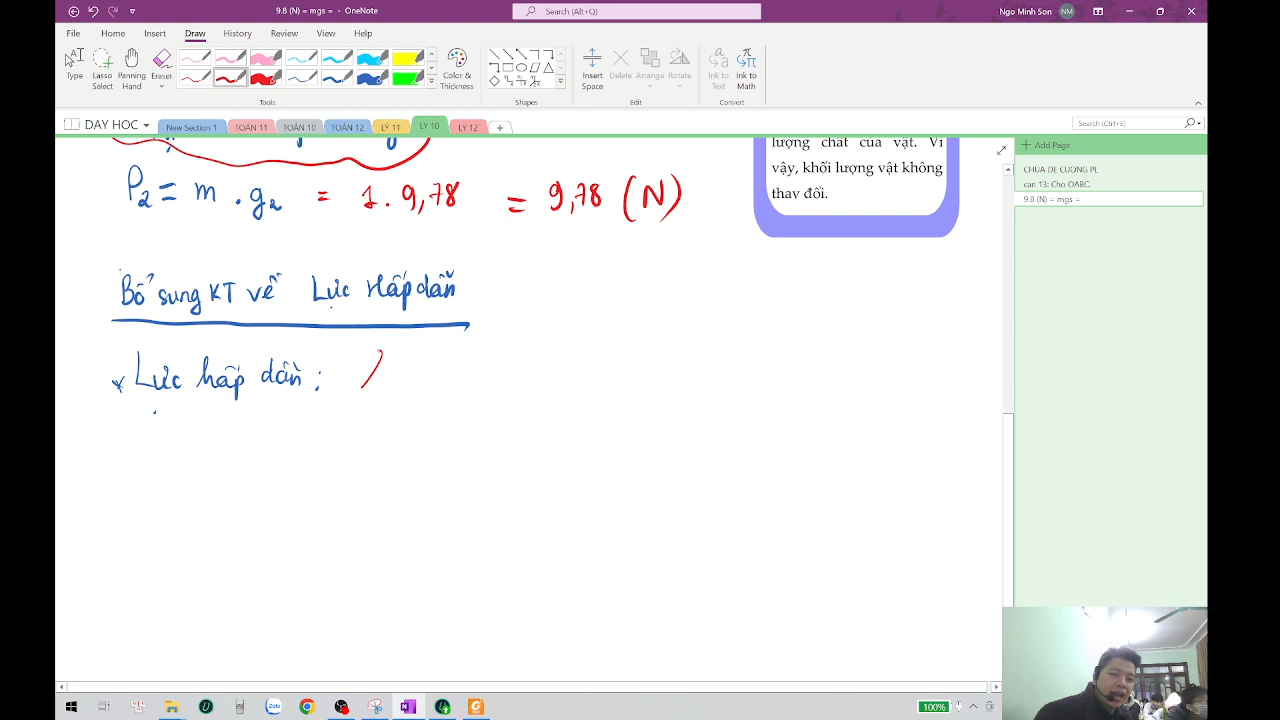 9.8 (N) = mgs = - OneNote
Search (Alt+Q)
Ngo Minh Son
NM
File Home Insert Draw History Review View Help
Type
Lasso Select
Panning Hand
Eraser
Color & Thickness
Insert Space
Delete
Arrange
Rotate
Ink to Text
Ink to Math
Tools
Shapes
Edit
Convert
DAY HOC
New Section 1
TOÁN 11
TOÁN 10
TOÁN 12
LÝ 11
LY 10
LY 12
Search (Ctrl+E)
Add Page
CHUA DE CUONG PL
can 13: Cho OABC.
9.8 (N) = mgs =
lượng chất của vật. Vì
vậy, khối lượng vật không
thay đổi.
P2 = m . g2 = 1. 9,78 = 9,78 (N)
Bổ sung KT về Lực Hấp dẫn
* Lực hấp dẫn :
Zalo
100%